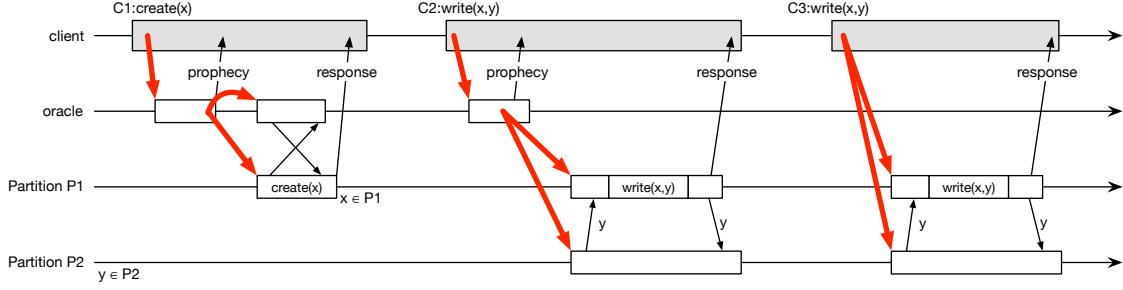 C1:create(x)
C2:write(x,y)
C3:write(x,y)
client
prophecy
response
prophecy
response
response
oracle
Partition P1
create(x)
write(x,y)
write(x,y)
x ∈ P1
y
y
y
y
Partition P2
y ∈ P2